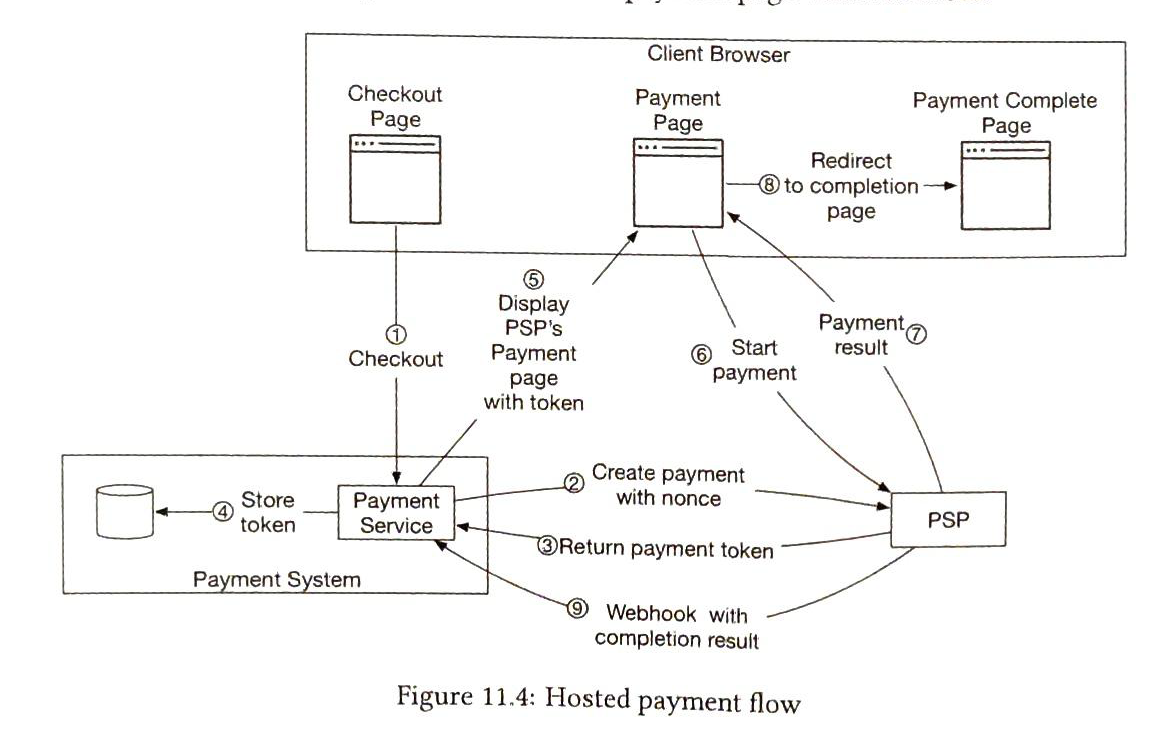 Client Browser
Checkout
Page
Payment
Page
Payment Complete
Page
⑧
Redirect
to completion
page
①
Checkout
⑤
Display
PSP's
Payment
page
with token
⑥ Start
payment
Payment ⑦
result
④ Store
token
Payment
Service
Payment System
② Create payment
with nonce
③ Return payment token
PSP
⑨ Webhook with
completion result
Figure 11.4: Hosted payment flow